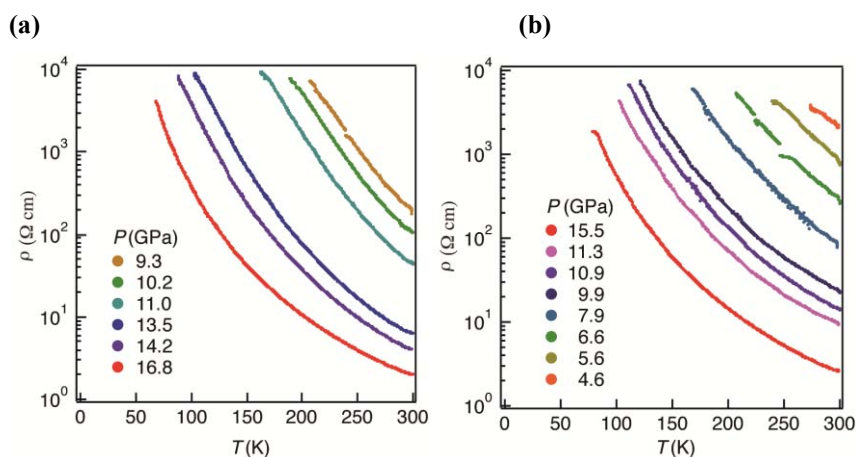 (a)
10⁴
10³
10²
10¹
10⁰
ρ (Ω cm)
P (GPa)
9.3
10.2
11.0
13.5
14.2
16.8
0 50 100 150 200 250 300
T (K)
(b)
10⁴
10³
10²
10¹
10⁰
ρ (Ω cm)
P (GPa)
15.5
11.3
10.9
9.9
7.9
6.6
5.6
4.6
0 50 100 150 200 250 300
T (K)